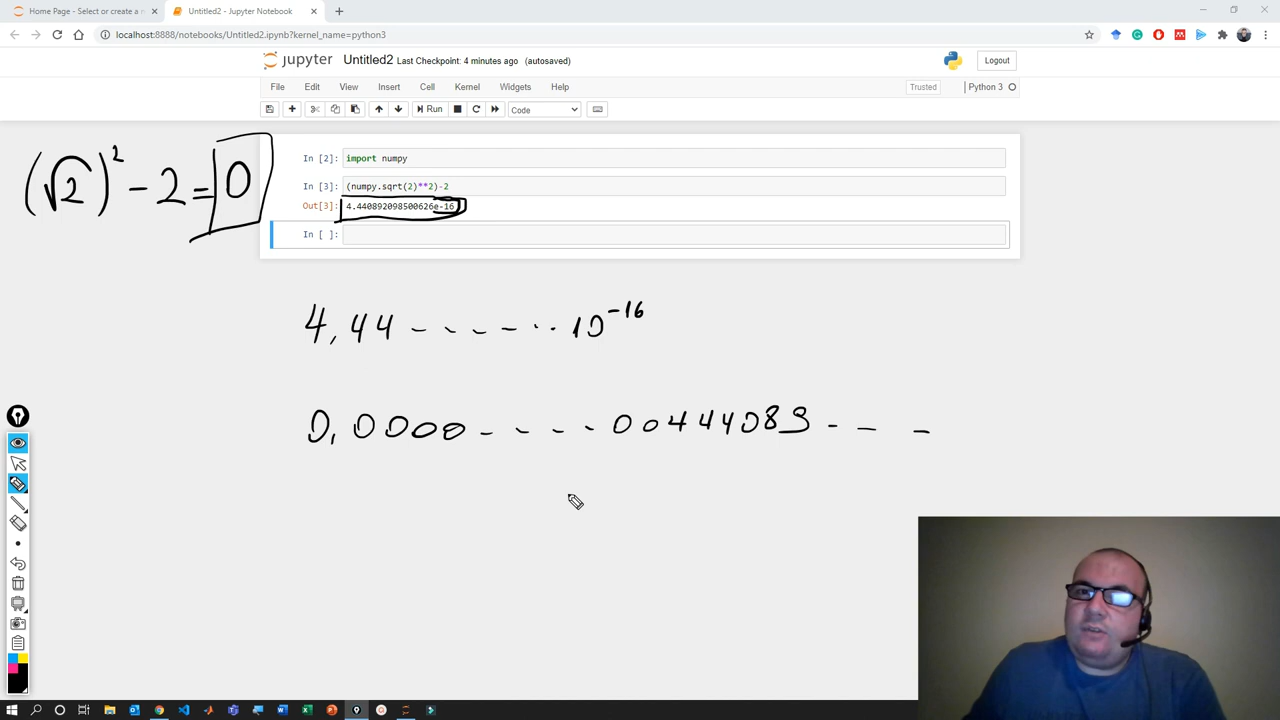 Home Page - Select or create a n
Untitled2 - Jupyter Notebook
localhost:8888/notebooks/Untitled2.ipynb?kernel_name=python3
jupyter Untitled2 Last Checkpoint: 4 minutes ago (autosaved)
Logout
File Edit View Insert Cell Kernel Widgets Help
Trusted
Python 3
Run
Code
In [2]: import numpy
In [3]: (numpy.sqrt(2)**2)-2
Out[3]: 4.440892098500626e-16
In [ ]:
(√2)² - 2 = 0
4,44 - - - - - · · 10⁻¹⁶
0,0000 - - - - - 00444089 - - -